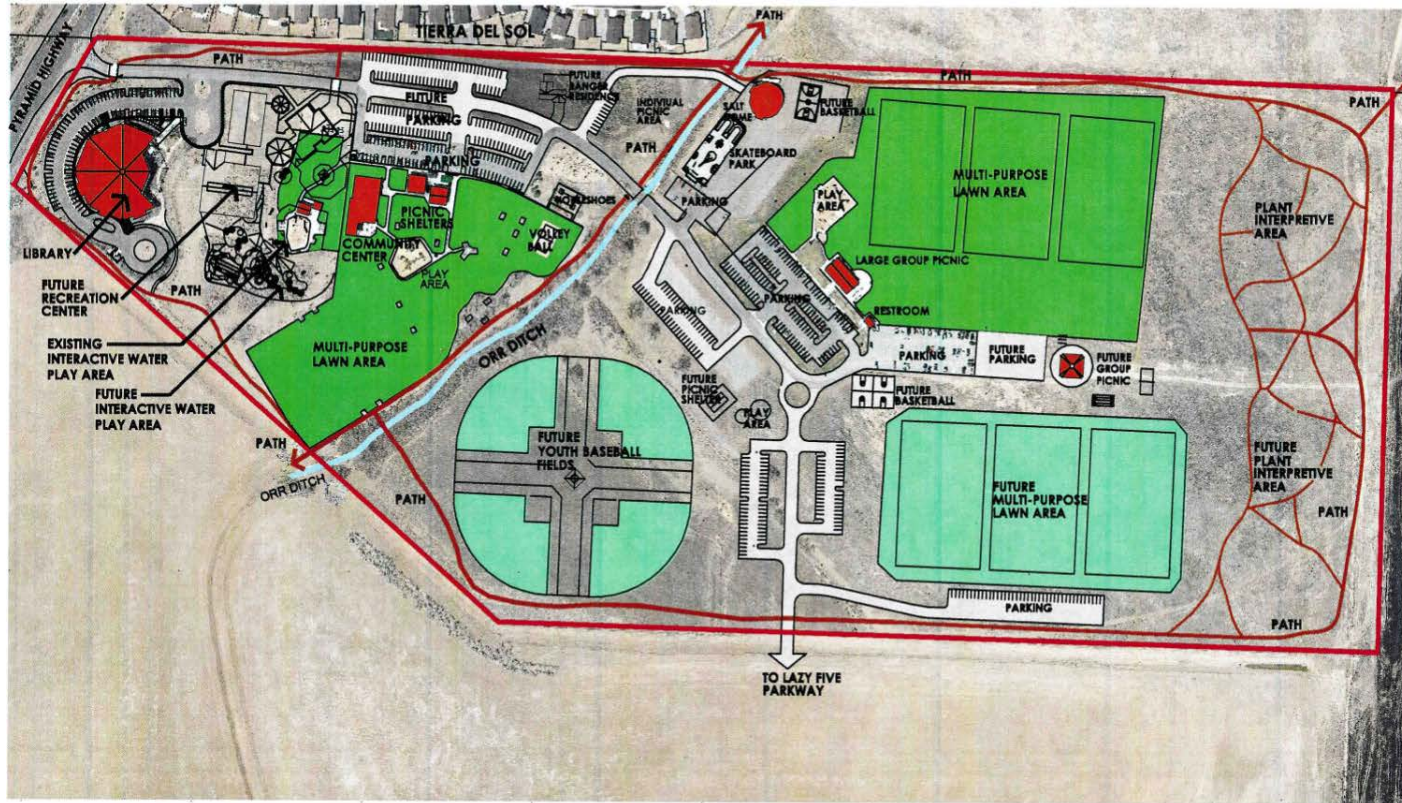 PATH
TIERRA DEL SOL
PYRAMID HIGHWAY
PATH
FUTURE
PARKING
PARKING
FUTURE
RANGER
RESIDENCE
INDIVIUAL
PICNIC
AREA
PATH
SALT
DOME
FUTURE
BASKETBALL
PATH
PATH
SKATEBOARD
PARK
PARKING
MULTI-PURPOSE
LAWN AREA
PLAY
AREA
PLANT
INTERPRETIVE
AREA
PICNIC
SHELTERS
HORSESHOES
VOLLEY
BALL
COMMUNITY
CENTER
PLAY
AREA
LIBRARY
FUTURE
RECREATION
CENTER
PATH
EXISTING
INTERACTIVE WATER
PLAY AREA
FUTURE
INTERACTIVE WATER
PLAY AREA
MULTI-PURPOSE
LAWN AREA
ORR DITCH
LARGE GROUP PICNIC
PARKING
PARKING
RESTROOM
PARKING
FUTURE
PARKING
FUTURE
GROUP
PICNIC
FUTURE
PICNIC
SHELTER
PLAY
AREA
FUTURE
BASKETBALL
PATH
ORR DITCH
PATH
FUTURE
YOUTH BASEBALL
FIELDS
FUTURE
MULTI-PURPOSE
LAWN AREA
FUTURE
PLANT
INTERPRETIVE
AREA
PATH
PARKING
PATH
TO LAZY FIVE
PARKWAY